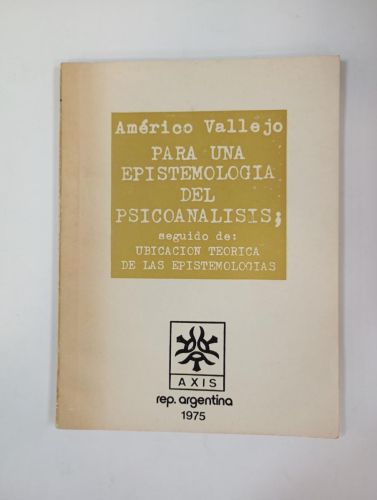 Américo Vallejo
PARA UNA
EPISTEMOLOGIA
DEL
PSICOANALISIS;
seguido de:
UBICACION TEORICA
DE LAS EPISTEMOLOGIAS
AXIS
rep. argentina
1975